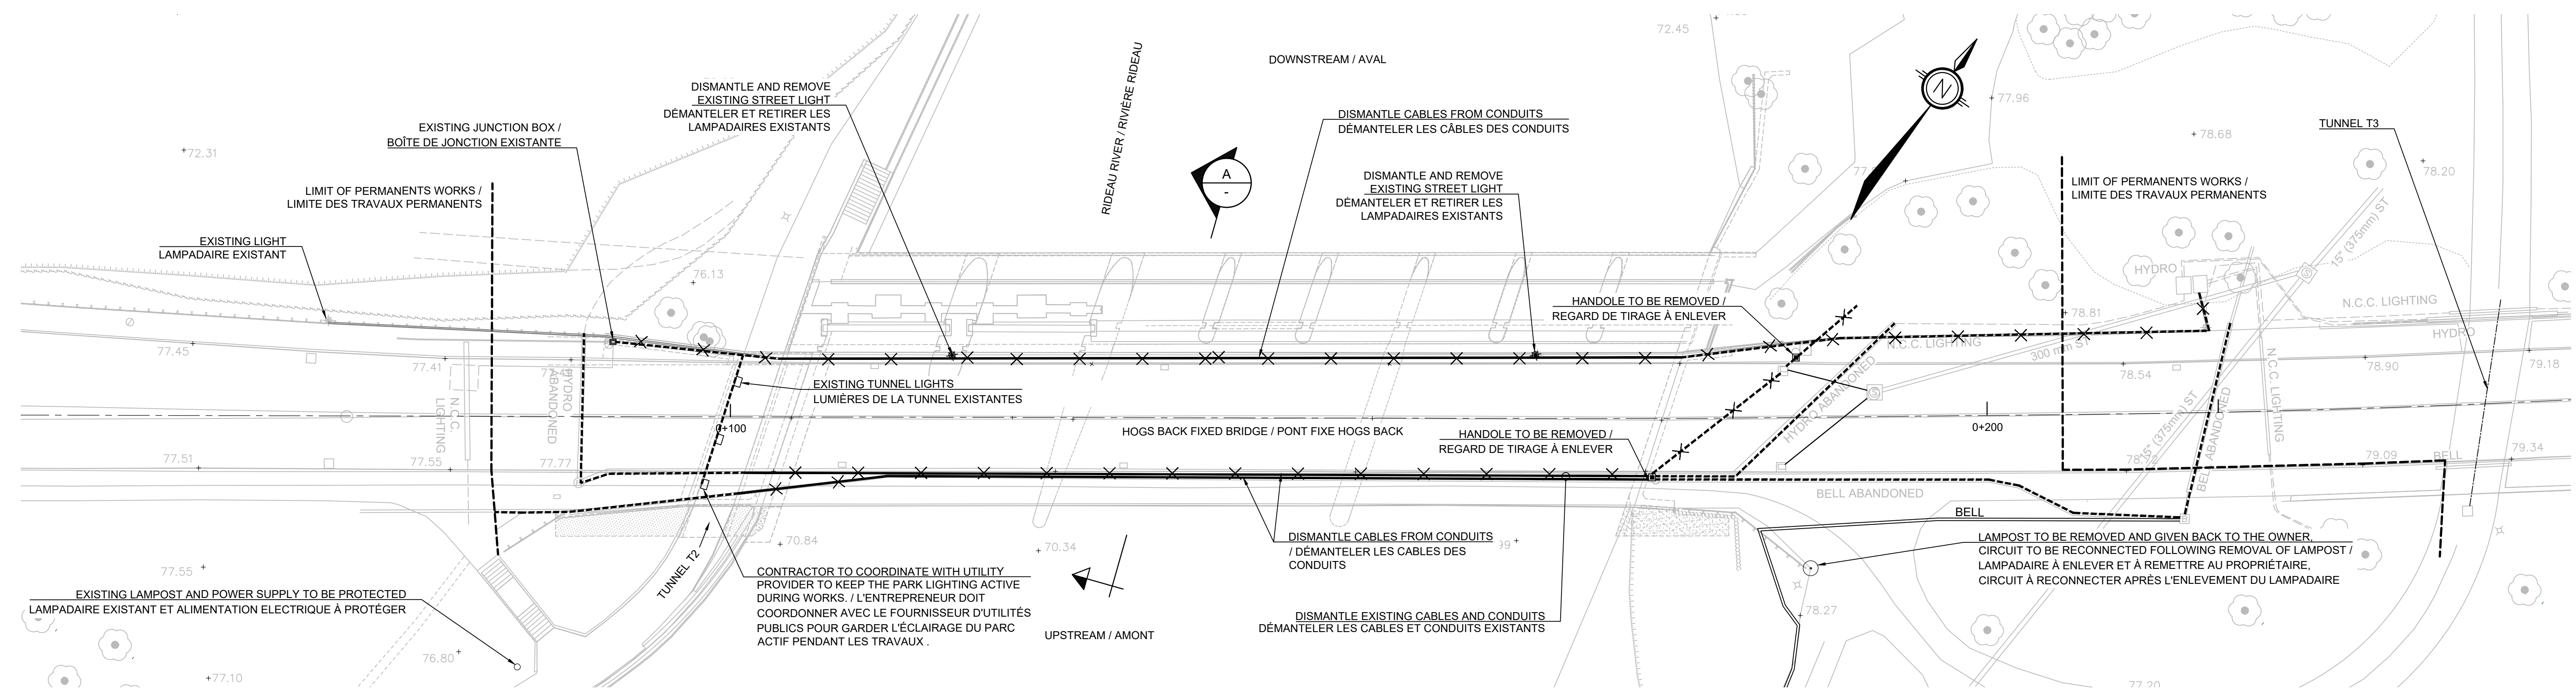 72.45
DOWNSTREAM / AVAL
RIDEAU RIVER / RIVIÈRE RIDEAU
N
77.96
DISMANTLE AND REMOVE
EXISTING STREET LIGHT
DÉMANTELER ET RETIRER LES
LAMPADAIRES EXISTANTS
DISMANTLE CABLES FROM CONDUITS
DÉMANTELER LES CÂBLES DES CONDUITS
EXISTING JUNCTION BOX /
BOÎTE DE JONCTION EXISTANTE
TUNNEL T3
78.68
72.31
78.20
A
-
DISMANTLE AND REMOVE
EXISTING STREET LIGHT
DÉMANTELER ET RETIRER LES
LAMPADAIRES EXISTANTS
LIMIT OF PERMANENTS WORKS /
LIMITE DES TRAVAUX PERMANENTS
LIMIT OF PERMANENTS WORKS /
LIMITE DES TRAVAUX PERMANENTS
EXISTING LIGHT
LAMPADAIRE EXISTANT
15" (375mm) ST
76.13
HYDRO
HANDOLE TO BE REMOVED /
REGARD DE TIRAGE À ENLEVER
N.C.C. LIGHTING
78.81
HYDRO
77.45
77.41
N.C.C. LIGHTING
300 mm ST
78.54
78.90
79.18
HYDRO
ABANDONED
N.C.C.
LIGHTING
EXISTING TUNNEL LIGHTS
LUMIÈRES DE LA TUNNEL EXISTANTES
HYDRO ABANDONED
N.C.C. LIGHTING
0+100
HOGS BACK FIXED BRIDGE / PONT FIXE HOGS BACK
HANDOLE TO BE REMOVED /
REGARD DE TIRAGE À ENLEVER
0+200
15" (375mm) ST
BELL ABANDONED
77.51
77.55
77.77
79.09
BELL
79.34
BELL ABANDONED
BELL
TUNNEL T2
70.84
70.34
DISMANTLE CABLES FROM CONDUITS
/ DÉMANTELER LES CABLES DES
CONDUITS
LAMPOST TO BE REMOVED AND GIVEN BACK TO THE OWNER,
CIRCUIT TO BE RECONNECTED FOLLOWING REMOVAL OF LAMPOST /
LAMPADAIRE À ENLEVER ET À REMETTRE AU PROPRIÉTAIRE,
CIRCUIT À RECONNECTER APRÈS L'ENLEVEMENT DU LAMPADAIRE
77.55
CONTRACTOR TO COORDINATE WITH UTILITY
PROVIDER TO KEEP THE PARK LIGHTING ACTIVE
DURING WORKS. / L'ENTREPRENEUR DOIT
COORDONNER AVEC LE FOURNISSEUR D'UTILITÉS
PUBLICS POUR GARDER L'ÉCLAIRAGE DU PARC
ACTIF PENDANT LES TRAVAUX .
EXISTING LAMPOST AND POWER SUPPLY TO BE PROTECTED
LAMPADAIRE EXISTANT ET ALIMENTATION ELECTRIQUE À PROTÉGER
78.27
DISMANTLE EXISTING CABLES AND CONDUITS
DÉMANTELER LES CABLES ET CONDUITS EXISTANTS
UPSTREAM / AMONT
76.80
77.10
77.20